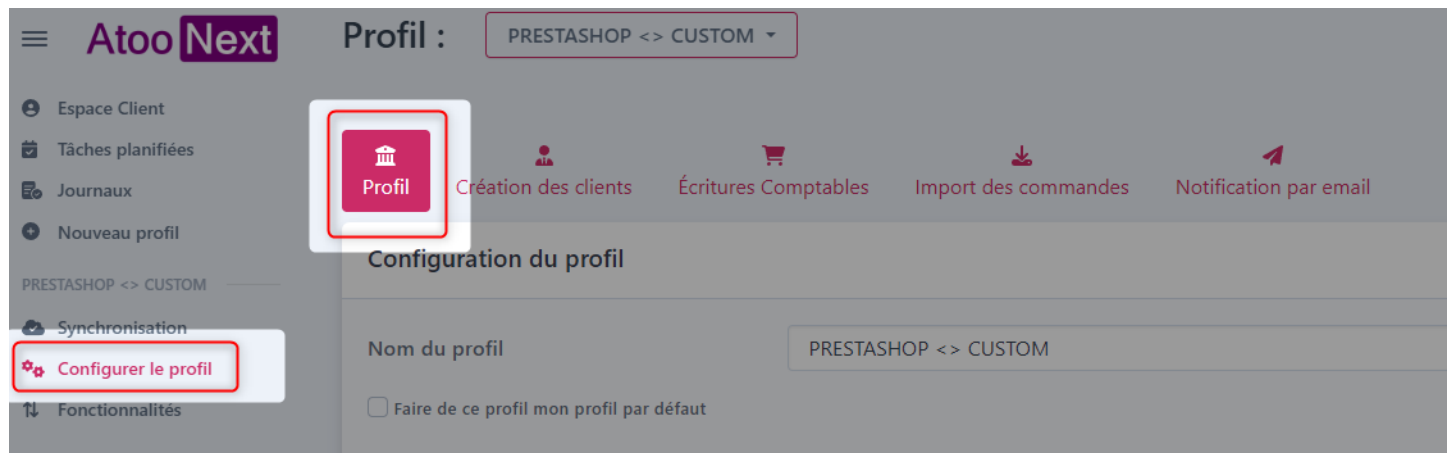 Atoo Next
Profil :
PRESTASHOP <> CUSTOM
Espace Client
Tâches planifiées
Journaux
Nouveau profil
PRESTASHOP <> CUSTOM
Synchronisation
Configurer le profil
Fonctionnalités
Profil
Création des clients
Écritures Comptables
Import des commandes
Notification par email
Configuration du profil
Nom du profil
PRESTASHOP <> CUSTOM
Faire de ce profil mon profil par défaut